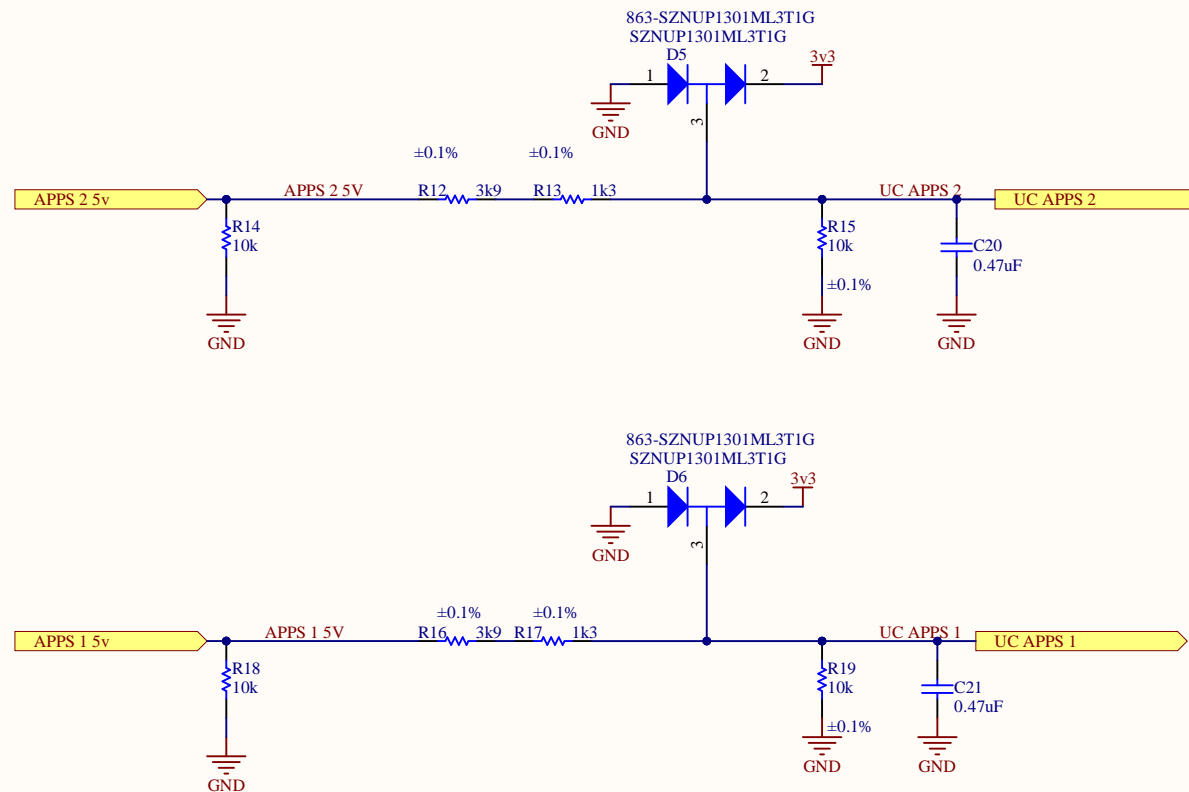 863-SZNUP1301ML3T1G
SZNUP1301ML3T1G
D5
1
2
3v3
GND
3
±0.1%
±0.1%
APPS 2 5v
APPS 2 5V
R12
3k9
R13
1k3
UC APPS 2
UC APPS 2
R14
10k
R15
10k
C20
0.47uF
±0.1%
GND
GND
GND
863-SZNUP1301ML3T1G
SZNUP1301ML3T1G
D6
1
2
3v3
GND
3
±0.1%
±0.1%
APPS 1 5v
APPS 1 5V
R16
3k9
R17
1k3
UC APPS 1
UC APPS 1
R18
10k
R19
10k
C21
0.47uF
±0.1%
GND
GND
GND